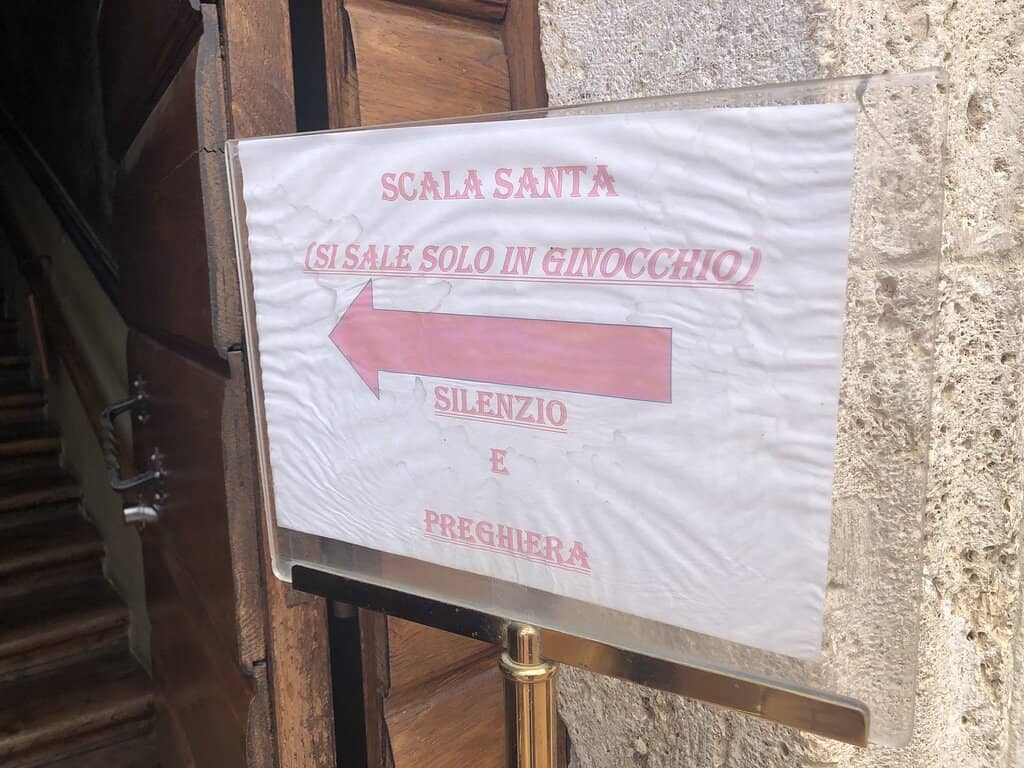 SCALA SANTA
(SI SALE SOLO IN GINOCCHIO)
SILENZIO
E
PREGHIERA